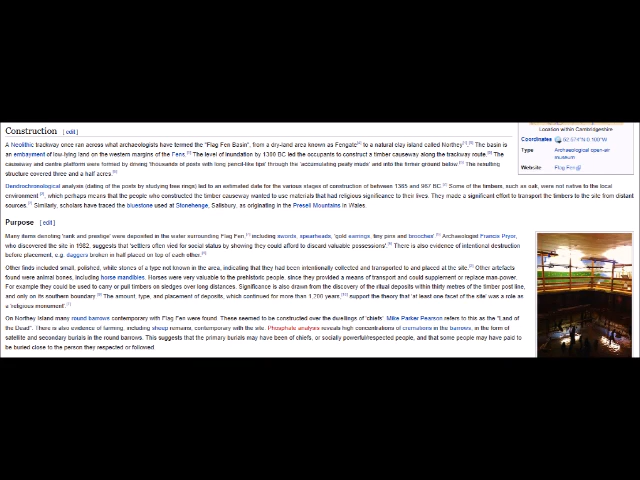 Construction [edit]
A Neolithic trackway once ran across what archaeologists have termed the "Flag Fen Basin", from a dry-land area known as Fengate to a natural clay island called Northey. The basin is
an embayment of low-lying land on the western margins of the Fens. The level of inundation by 1300 BC led the occupants to construct a timber causeway along the trackway route. The
causeway and centre platform were formed by driving 'thousands of posts with long pencil-like tips' through the 'accumulating peaty muds' and into the firmer ground below. The resulting
structure covered three and a half acres.
Dendrochronological analysis (dating of the posts by studying tree rings) led to an estimated date for the various stages of construction of between 1365 and 967 BC. Some of the timbers, such as oak, were not native to the local
environment, which perhaps means that the people who constructed the timber causeway wanted to use materials that had religious significance to their lives. They made a significant effort to transport the timbers to the site from distant
sources. Similarly, scholars have traced the bluestone used at Stonehenge, Salisbury, as originating in the Preseli Mountains in Wales.
Location within Cambridgeshire
Coordinates 52.574°N 0.190°W
Type Archaeological open-air
museum
Website Flag Fen
Purpose [edit]
Many items denoting 'rank and prestige' were deposited in the water surrounding Flag Fen, including swords, spearheads, 'gold earrings, tiny pins and brooches'. Archaeologist Francis Pryor,
who discovered the site in 1982, suggests that 'settlers often vied for social status by showing they could afford to discard valuable possessions'. There is also evidence of intentional destruction
before placement, e.g. daggers broken in half placed on top of each other.
Other finds included small, polished, white stones of a type not known in the area, indicating that they had been intentionally collected and transported to and placed at the site. Other artefacts
found were animal bones, including horse mandibles. Horses were very valuable to the prehistoric people, since they provided a means of transport and could supplement or replace man-power.
For example they could be used to carry or pull timbers on sledges over long distances. Significance is also drawn from the discovery of the ritual deposits within thirty metres of the timber post line,
and only on its southern boundary. The amount, type, and placement of deposits, which continued for more than 1,200 years, support the theory that 'at least one facet of the site' was a role as
a 'religious monument'.
On Northey Island many round barrows contemporary with Flag Fen were found. These seemed to be constructed over the dwellings of 'chiefs'. Mike Parker Pearson refers to this as the "Land of
the Dead". There is also evidence of farming, including sheep remains, contemporary with the site. Phosphate analysis reveals high concentrations of cremations in the barrows, in the form of
satellite and secondary burials in the round barrows. This suggests that the primary burials may have been of chiefs, or socially powerful/respected people, and that some people may have paid to
be buried close to the person they respected or followed.